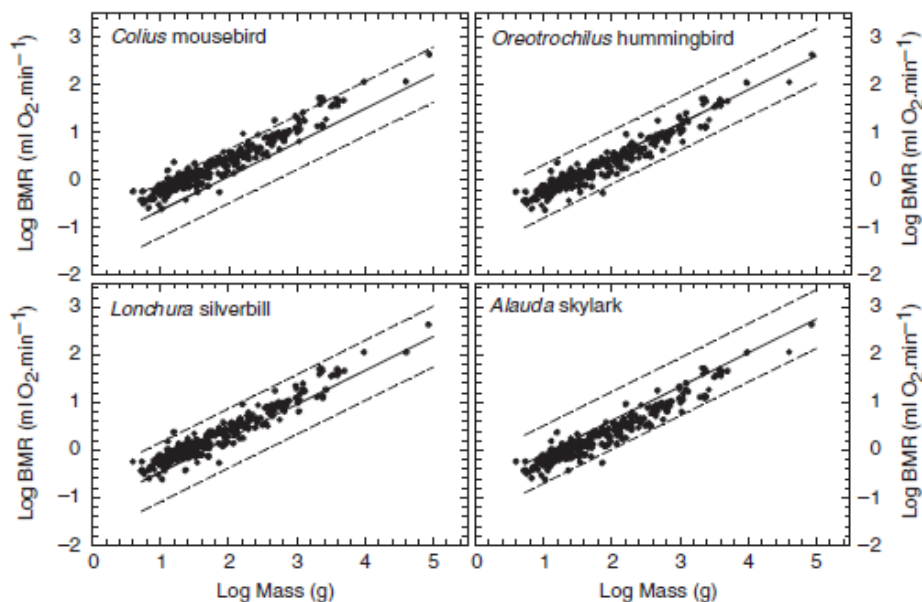 Colius mousebird
Oreotrochilus hummingbird
3
2
1
0
−1
−2
Log BMR (ml O2.min−1)
3
2
1
0
−1
−2
Log BMR (ml O2.min−1)
Lonchura silverbill
Alauda skylark
3
2
1
0
−1
−2
Log BMR (ml O2.min−1)
3
2
1
0
−1
−2
Log BMR (ml O2.min−1)
0 1 2 3 4 5
0 1 2 3 4 5
Log Mass (g)
Log Mass (g)